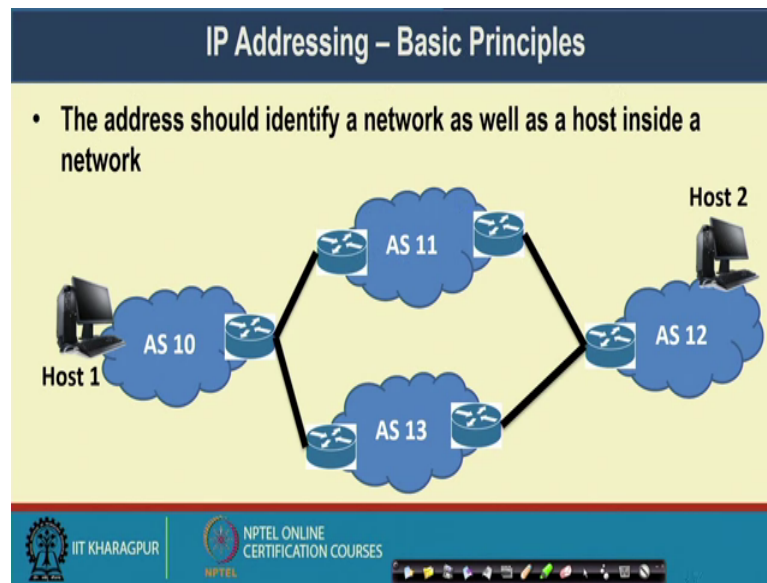 IP Addressing – Basic Principles
• The address should identify a network as well as a host inside a
network
Host 2
AS 11
AS 10
AS 12
Host 1
AS 13
IIT KHARAGPUR
NPTEL
NPTEL ONLINE
CERTIFICATION COURSES